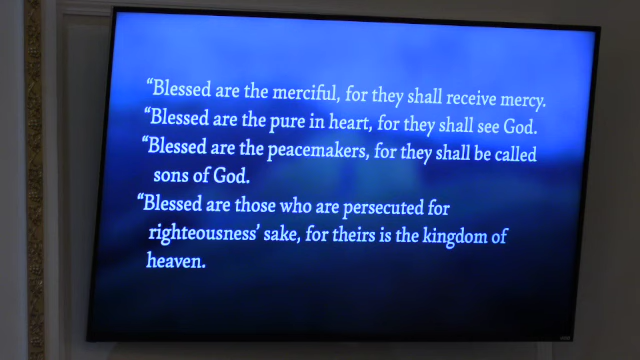 “Blessed are the merciful, for they shall receive mercy.
“Blessed are the pure in heart, for they shall see God.
“Blessed are the peacemakers, for they shall be called
sons of God.
“Blessed are those who are persecuted for
righteousness’ sake, for theirs is the kingdom of
heaven.